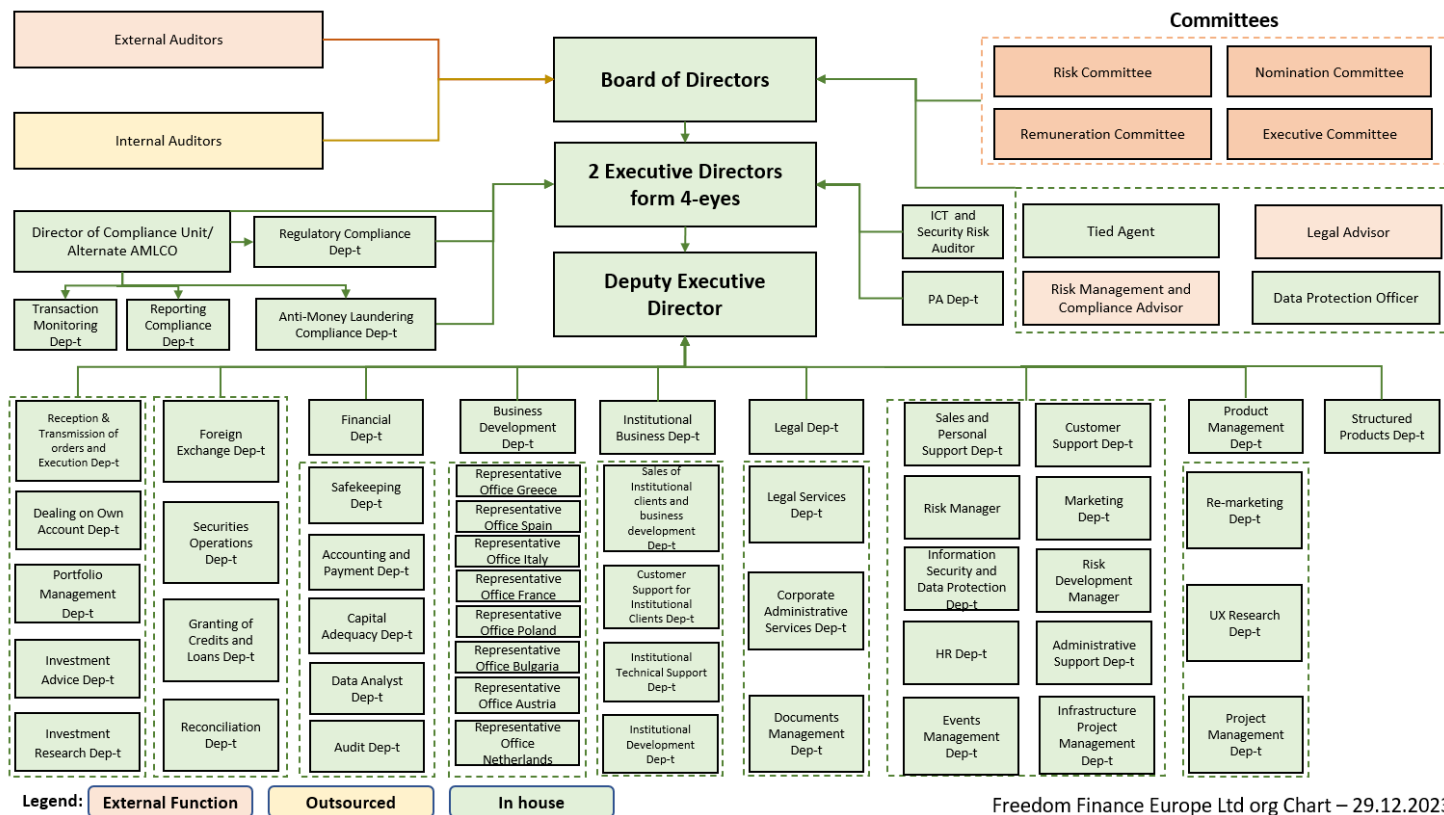 Committees
External Auditors
Internal Auditors
Board of Directors
Risk Committee
Nomination Committee
Remuneration Committee
Executive Committee
2 Executive Directors
form 4-eyes
Director of Compliance Unit/
Alternate AMLCO
Regulatory Compliance
Dep-t
Transaction
Monitoring
Dep-t
Reporting
Compliance
Dep-t
Anti-Money Laundering
Compliance Dep-t
Deputy Executive
Director
ICT and
Security Risk
Auditor
PA Dep-t
Tied Agent
Legal Advisor
Risk Management and
Compliance Advisor
Data Protection Officer
Reception &
Transmission of
orders and
Execution Dep-t
Dealing on Own
Account Dep-t
Portfolio
Management
Dep-t
Investment
Advice Dep-t
Investment
Research Dep-t
Foreign
Exchange Dep-t
Securities
Operations
Dep-t
Granting of
Credits and
Loans Dep-t
Reconciliation
Dep-t
Financial
Dep-t
Safekeeping
Dep-t
Accounting and
Payment Dep-t
Capital
Adequacy Dep-t
Data Analyst
Dep-t
Audit Dep-t
Business
Development
Dep-t
Representative
Office Greece
Representative
Office Spain
Representative
Office Italy
Representative
Office France
Representative
Office Poland
Representative
Office Bulgaria
Representative
Office Austria
Representative
Office
Netherlands
Institutional
Business Dep-t
Sales of
Institutional
clients and
business
development
Dep-t
Customer
Support for
Institutional
Clients Dep-t
Institutional
Technical Support
Dep-t
Institutional
Development
Dep-t
Legal Dep-t
Legal Services
Dep-t
Corporate
Administrative
Services Dep-t
Documents
Management
Dep-t
Sales and
Personal
Support Dep-t
Risk Manager
Information
Security and
Data Protection
Dep-t
HR Dep-t
Events
Management
Dep-t
Customer
Support Dep-t
Marketing
Dep-t
Risk
Development
Manager
Administrative
Support Dep-t
Infrastructure
Project
Management
Dep-t
Product
Management
Dep-t
Re-marketing
Dep-t
UX Research
Dep-t
Project
Management
Dep-t
Structured
Products Dep-t
Legend:
External Function
Outsourced
In house
Freedom Finance Europe Ltd org Chart – 29.12.2023